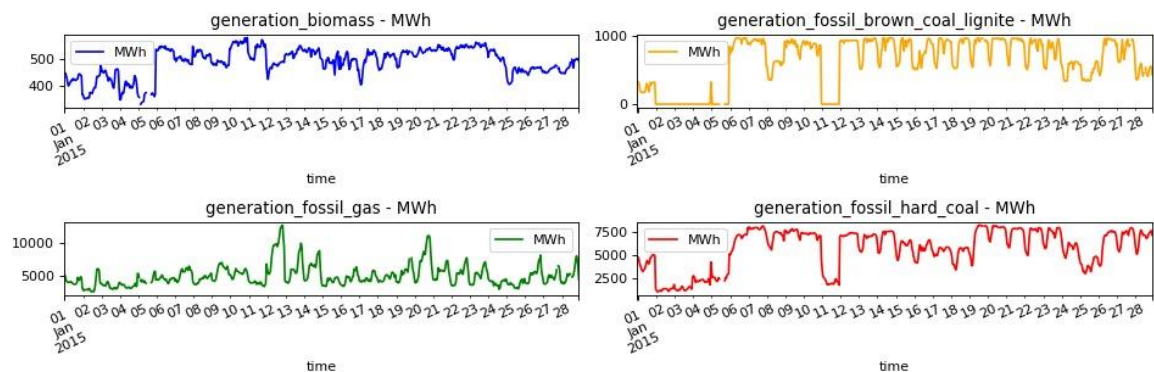 generation_biomass - MWh
MWh
500
400
01 02 03 04 05 06 07 08 09 10 11 12 13 14 15 16 17 18 19 20 21 22 23 24 25 26 27 28
Jan
2015
time
generation_fossil_brown_coal_lignite - MWh
MWh
1000
0
01 02 03 04 05 06 07 08 09 10 11 12 13 14 15 16 17 18 19 20 21 22 23 24 25 26 27 28
Jan
2015
time
generation_fossil_gas - MWh
MWh
10000
5000
01 02 03 04 05 06 07 08 09 10 11 12 13 14 15 16 17 18 19 20 21 22 23 24 25 26 27 28
Jan
2015
time
generation_fossil_hard_coal - MWh
MWh
7500
5000
2500
01 02 03 04 05 06 07 08 09 10 11 12 13 14 15 16 17 18 19 20 21 22 23 24 25 26 27 28
Jan
2015
time